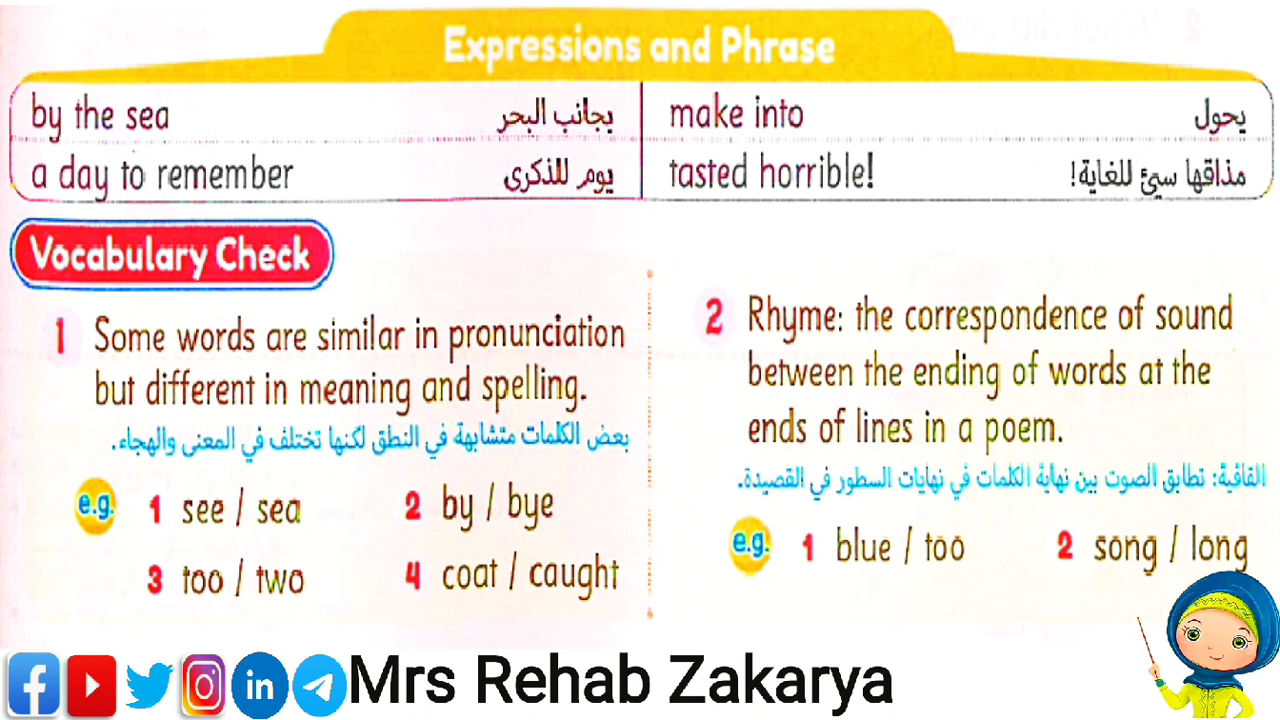 Expressions and Phrase
by the sea يجانب البحر
make into يحول
a day to remember يوم للذكرى
tasted horrible! مذاقها سيئ للغاية!
Vocabulary Check
1 Some words are similar in pronunciation
but different in meaning and spelling.
بعض الكلمات متشابهة في النطق لكنها تختلف في المعنى والهجاء.
e.g. 1 see / sea 2 by / bye
3 too / two 4 coat / caught
2 Rhyme: the correspondence of sound
between the ending of words at the
ends of lines in a poem.
القافية: تطابق الصوت بين نهاية الكلمات في نهايات السطور في القصيدة.
e.g. 1 blue / too 2 song / long
Mrs Rehab Zakarya